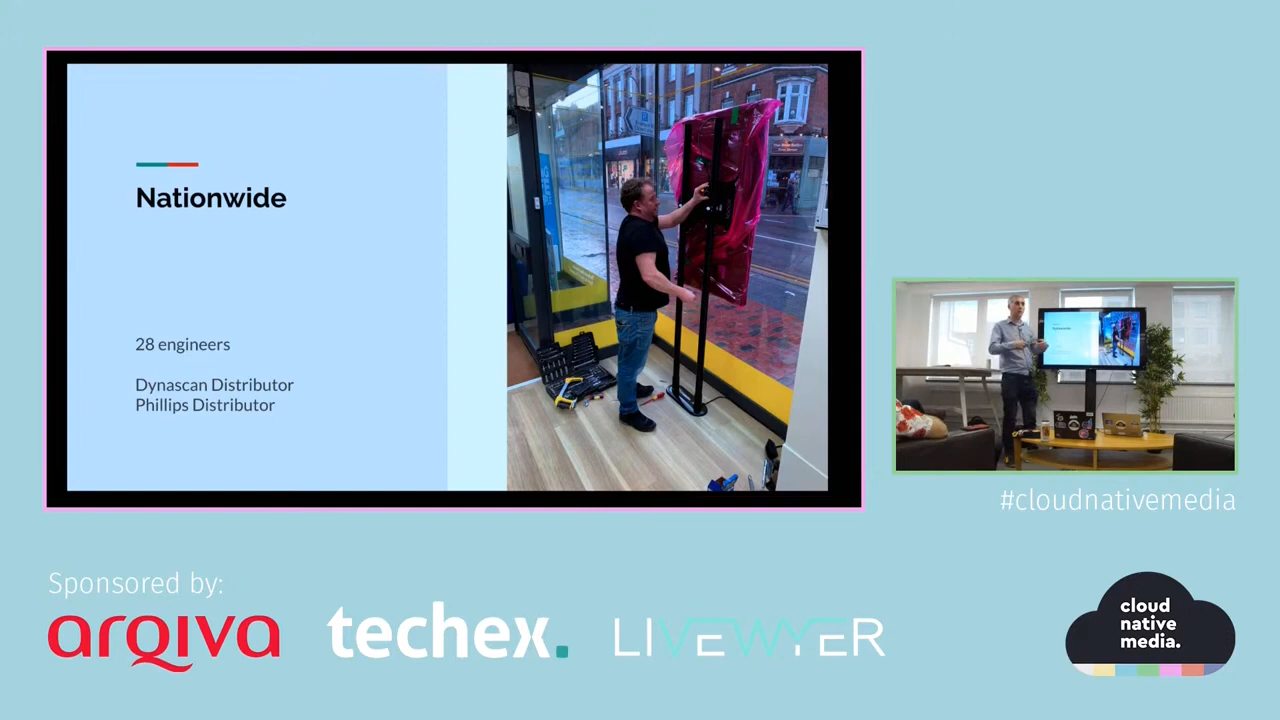 Nationwide
28 engineers
Dynascan Distributor
Phillips Distributor
#cloudnativemedia
Sponsored by:
arqiva
techex.
LIVEWYER
cloud
native
media.